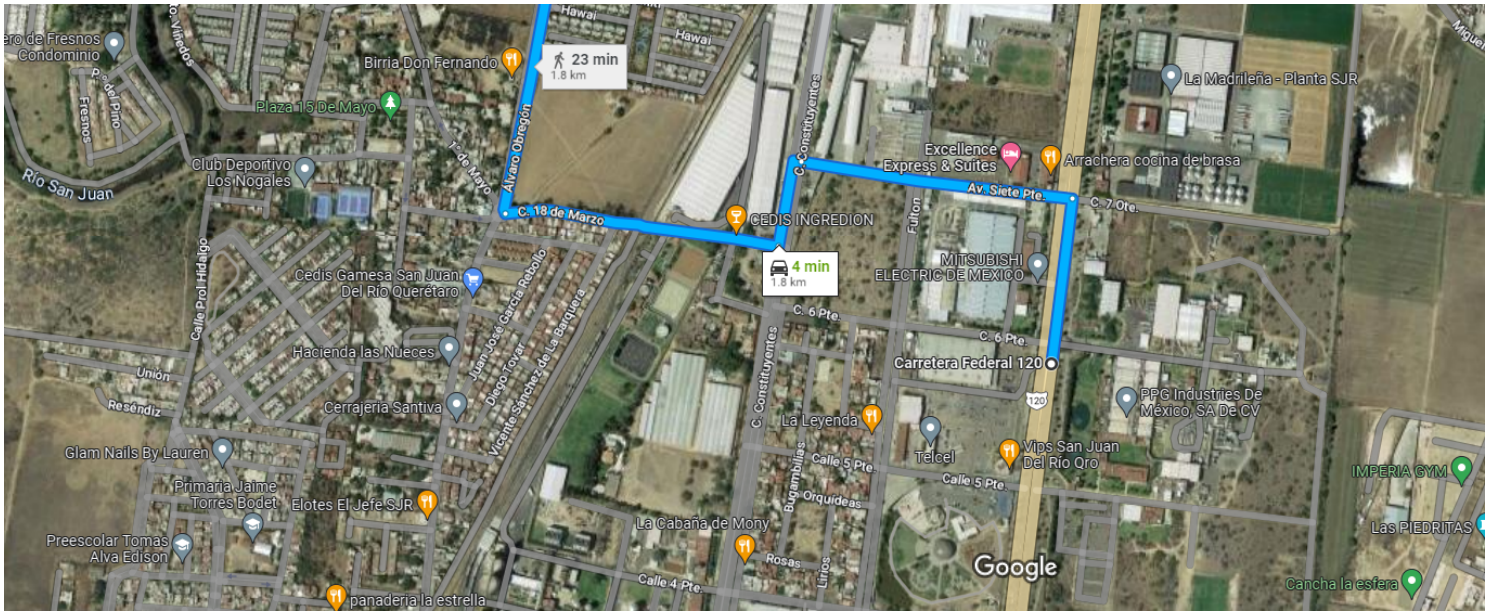 Hawai
Hawai
ero de Fresnos
Condominio
P.º del Pino
Fresnos
Birria Don Fernando
23 min
1.8 km
Plaza 15 De Mayo
Álvaro Obregón
1° de Mayo
C. Constituyentes
La Madrileña - Planta SJR
Excellence
Express & Suites
Arrachera cocina de brasa
Club Deportivo
Los Nogales
Río San Juan
Av. Siete Pte.
C. 7 Ote.
C. 18 de Marzo
CEDIS INGREDION
Fulton
Calle Prol Hidalgo
Cedis Gamesa San Juan
Del Río Querétaro
4 min
1.8 km
MITSUBISHI
ELECTRIC DE MEXICO
Juan José García Rebollo
Diego Tovar
Vicente Sánchez de La Barquera
C. 6 Pte.
C. 6 Pte.
Hacienda las Nueces
Carretera Federal 120
Unión
Reséndiz
C. Constituyentes
120
PPG Industries De
México, SA De CV
Cerrajeria Santiva
La Leyenda
Telcel
Glam Nails By Lauren
Vips San Juan
Del Río Qro
Calle 5 Pte.
Calle 5 Pte.
IMPERIA GYM
Primaria Jaime
Torres Bodet
Elotes El Jefe SJR
Bugambilias
Orquídeas
La Cabaña de Mony
Las PIEDRITAS
Preescolar Tomas
Alva Edison
Rosas
Lirios
Google
Calle 4 Pte.
Cancha la esfera
panaderia la estrella